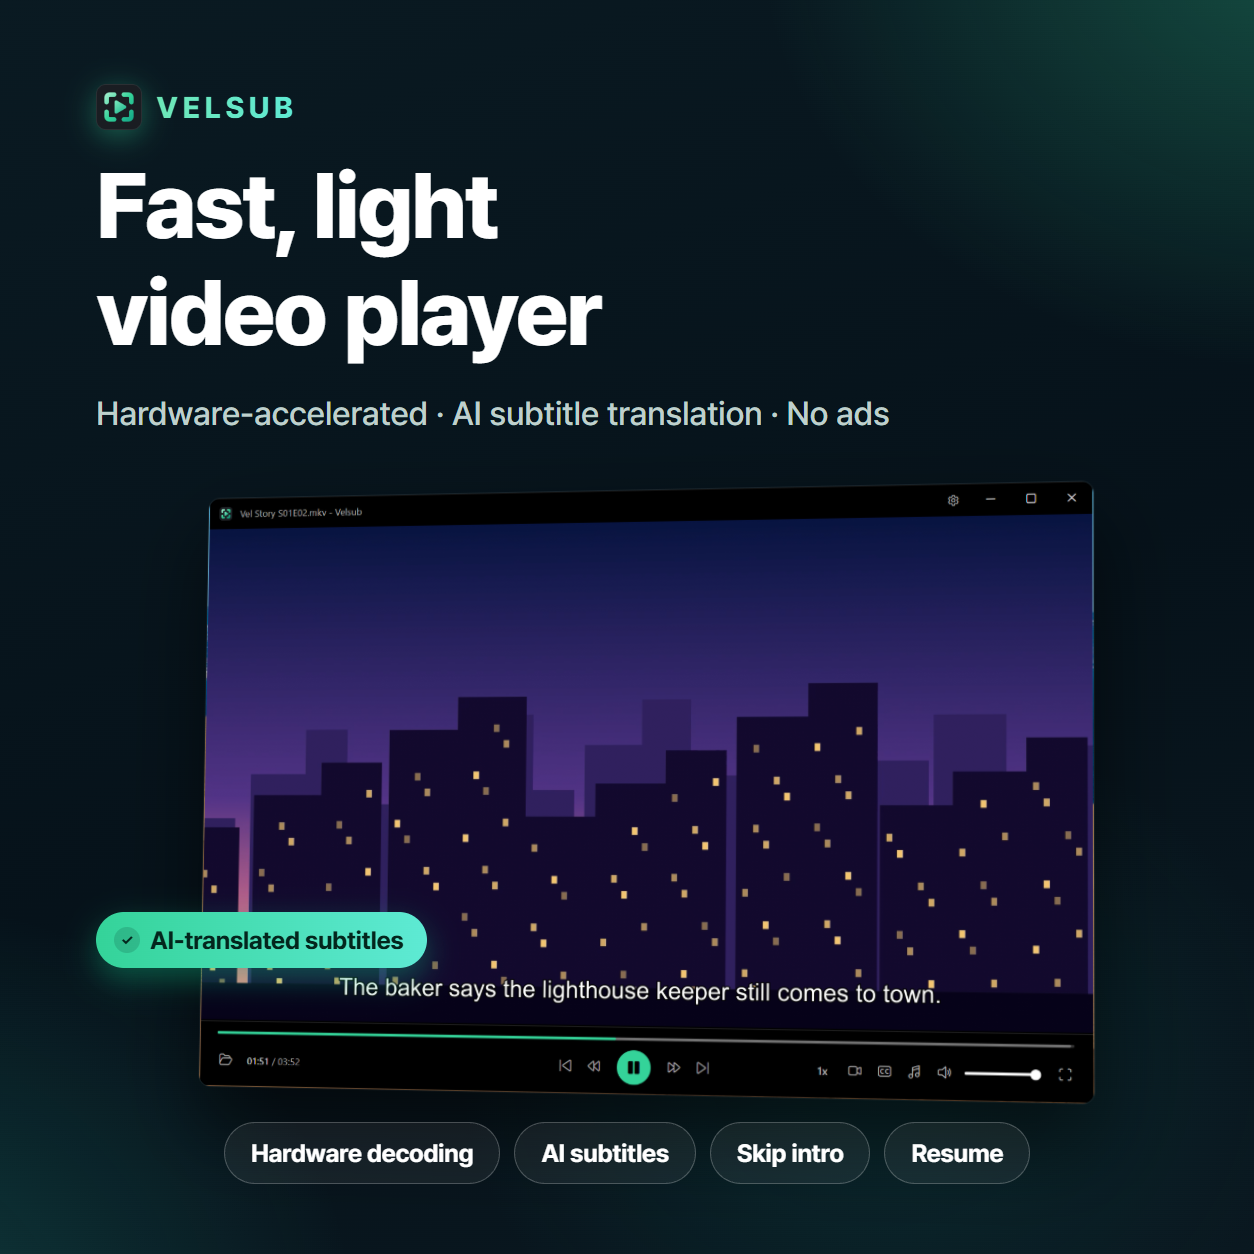 VELSUB
Fast, light
video player
Hardware-accelerated · AI subtitle translation · No ads
Vel Story S01E02.mkv - Velsub
AI-translated subtitles
The baker says the lighthouse keeper still comes to town.
01:51 / 03:52
1x
CC
Hardware decoding
AI subtitles
Skip intro
Resume